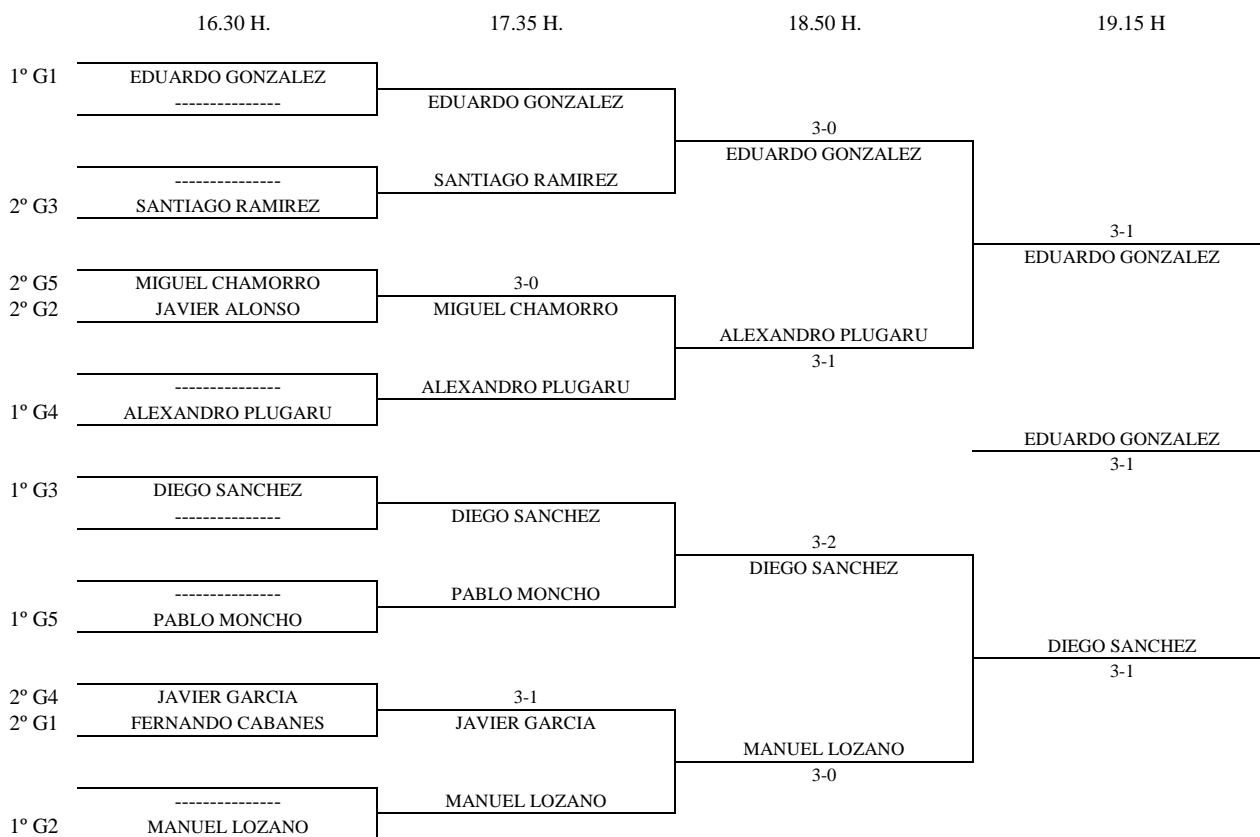 16.30 H. 17.35 H. 18.50 H. 19.15 H
1º G1 EDUARDO GONZALEZ
---------------
EDUARDO GONZALEZ
3-0
EDUARDO GONZALEZ
---------------
SANTIAGO RAMIREZ
2º G3 SANTIAGO RAMIREZ
3-1
EDUARDO GONZALEZ
2º G5 MIGUEL CHAMORRO 3-0
2º G2 JAVIER ALONSO MIGUEL CHAMORRO
ALEXANDRO PLUGARU
3-1
---------------
ALEXANDRO PLUGARU
1º G4 ALEXANDRO PLUGARU
EDUARDO GONZALEZ
3-1
1º G3 DIEGO SANCHEZ
---------------
DIEGO SANCHEZ
3-2
DIEGO SANCHEZ
---------------
PABLO MONCHO
1º G5 PABLO MONCHO
DIEGO SANCHEZ
3-1
2º G4 JAVIER GARCIA 3-1
2º G1 FERNANDO CABANES JAVIER GARCIA
MANUEL LOZANO
3-0
---------------
MANUEL LOZANO
1º G2 MANUEL LOZANO